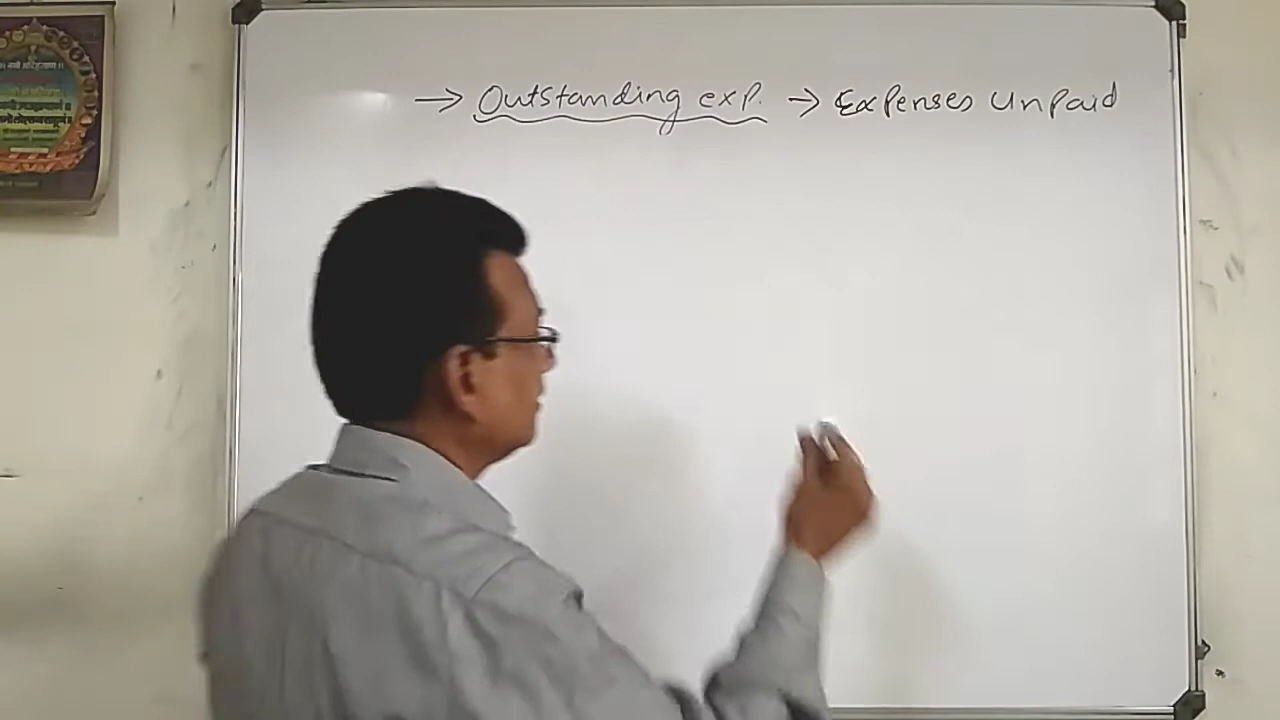 → Outstanding exp. → Expenses Unpaid